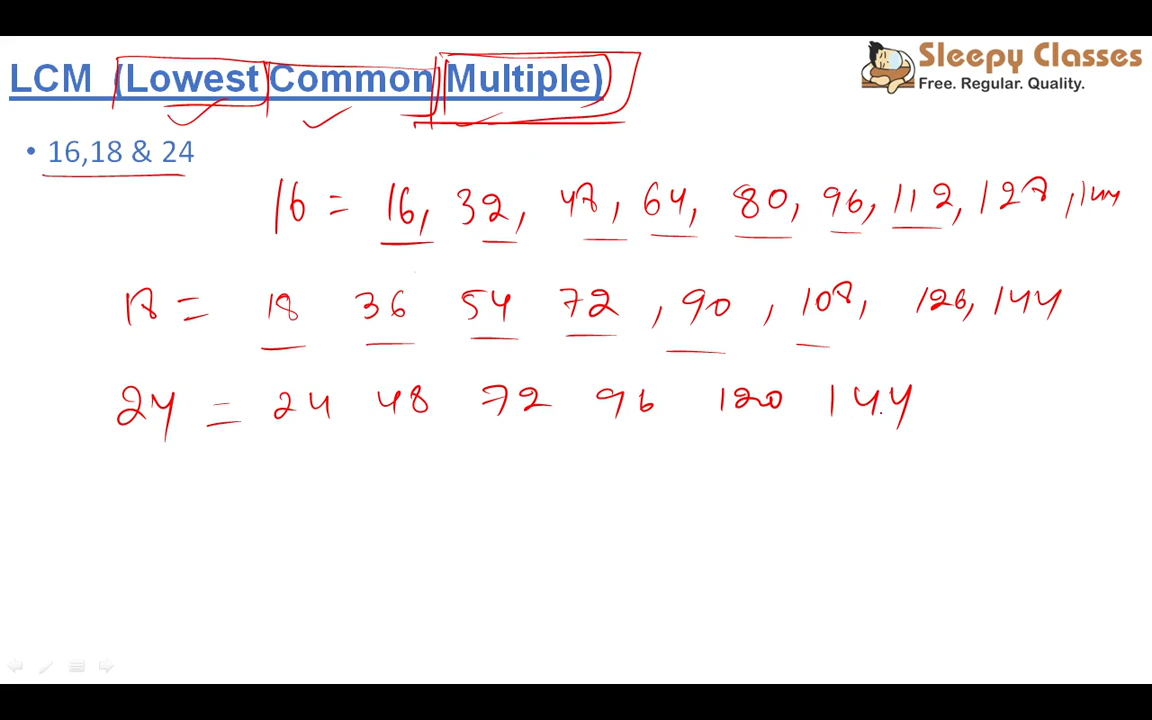 LCM (Lowest Common Multiple)
Sleepy Classes
Free. Regular. Quality.
• 16,18 & 24
16 = 16, 32, 48, 64, 80, 96, 112, 128, 144
18 = 18 36 54 72, 90, 108, 126, 144
24 = 24 48 72 96 120 144